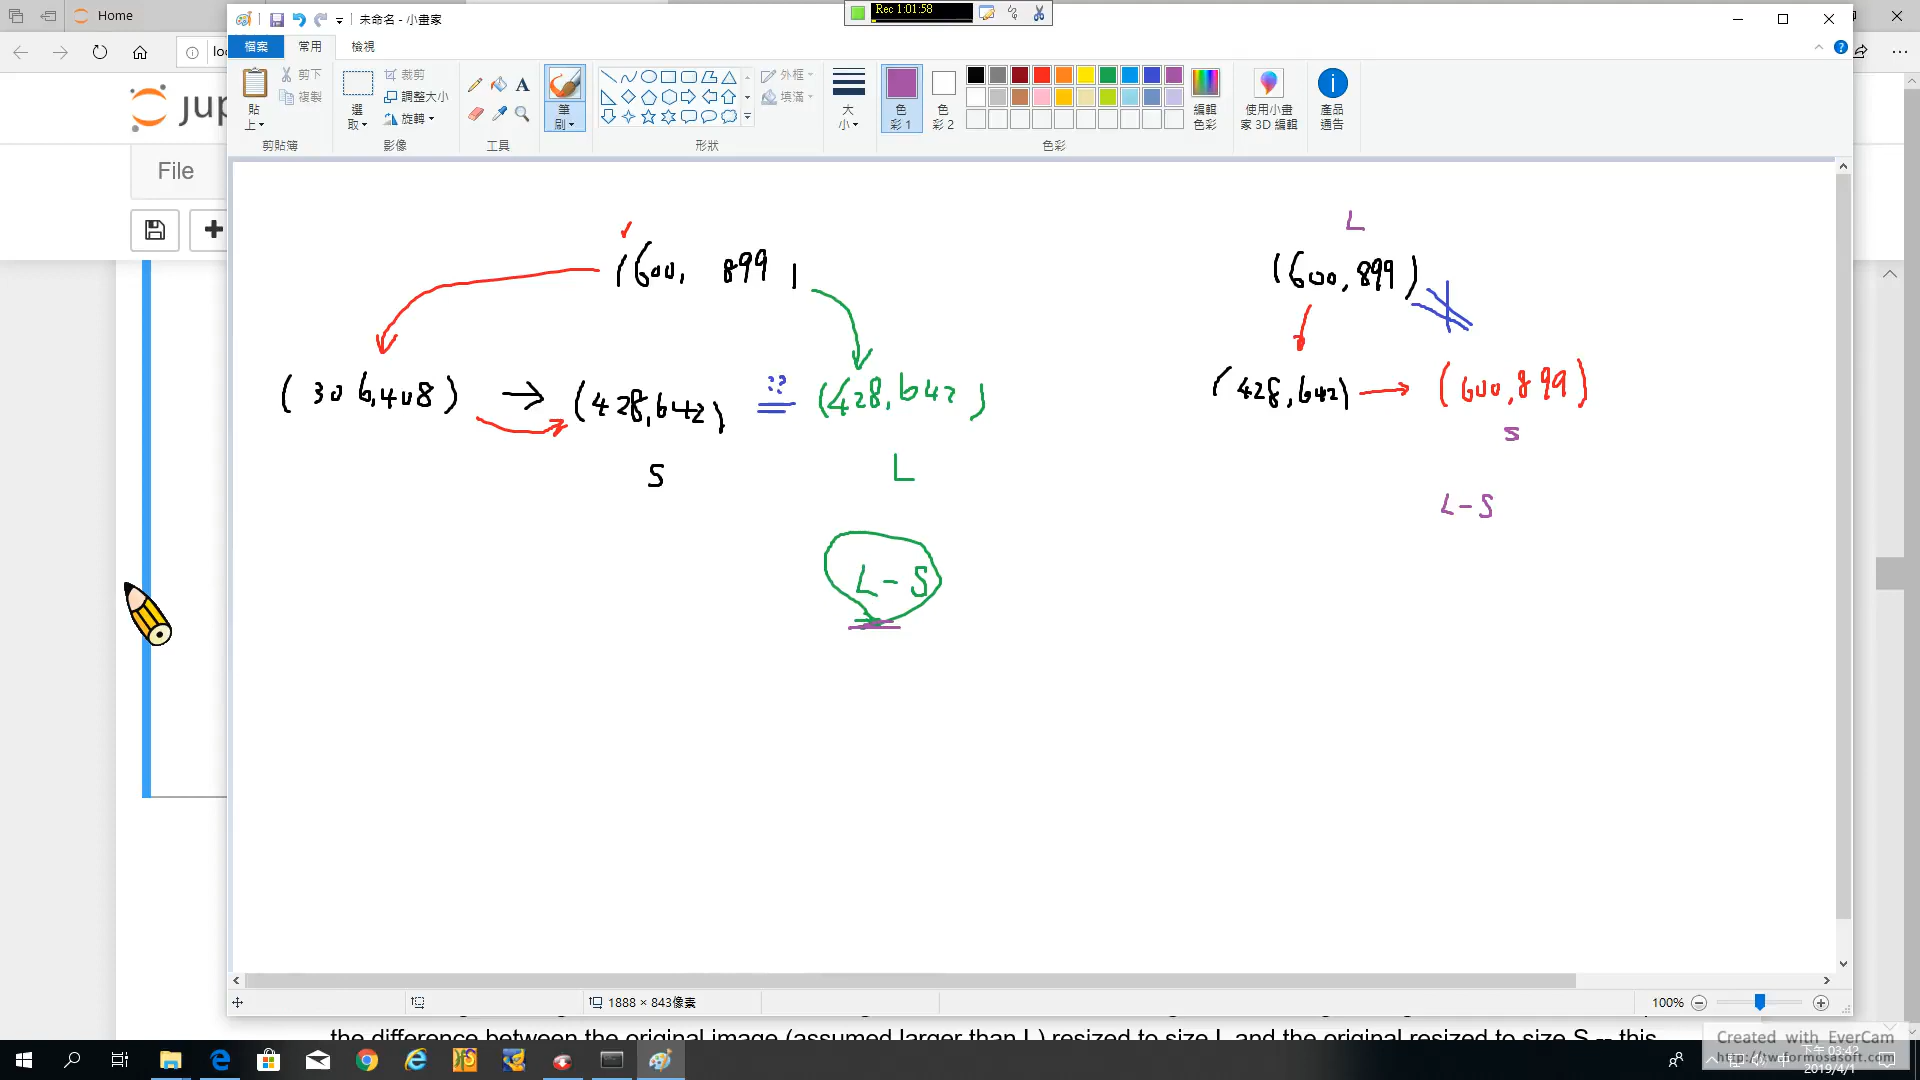 Home
未命名 - 小畫家
Rec 1:01:58
檔案
常用
檢視
貼上
剪下
複製
剪貼簿
選取
裁剪
調整大小
旋轉
影像
工具
筆刷
外框
填滿
形狀
大小
色彩 1
色彩 2
編輯色彩
色彩
使用小畫家 3D 編輯
產品通告
jup
File
(600, 899)
(306,408) → (428,642) ?? = (428,642)
S
L
L - S
L
(600,899)
(428,642) → (600,899)
S
L - S
1888 × 843像素
100%
the difference between the original image (assumed larger than L) resized to size L and the original resized to size S -- this
Created with EverCam
http://tw.formosasoft.com
下午 03:42
2019/4/1